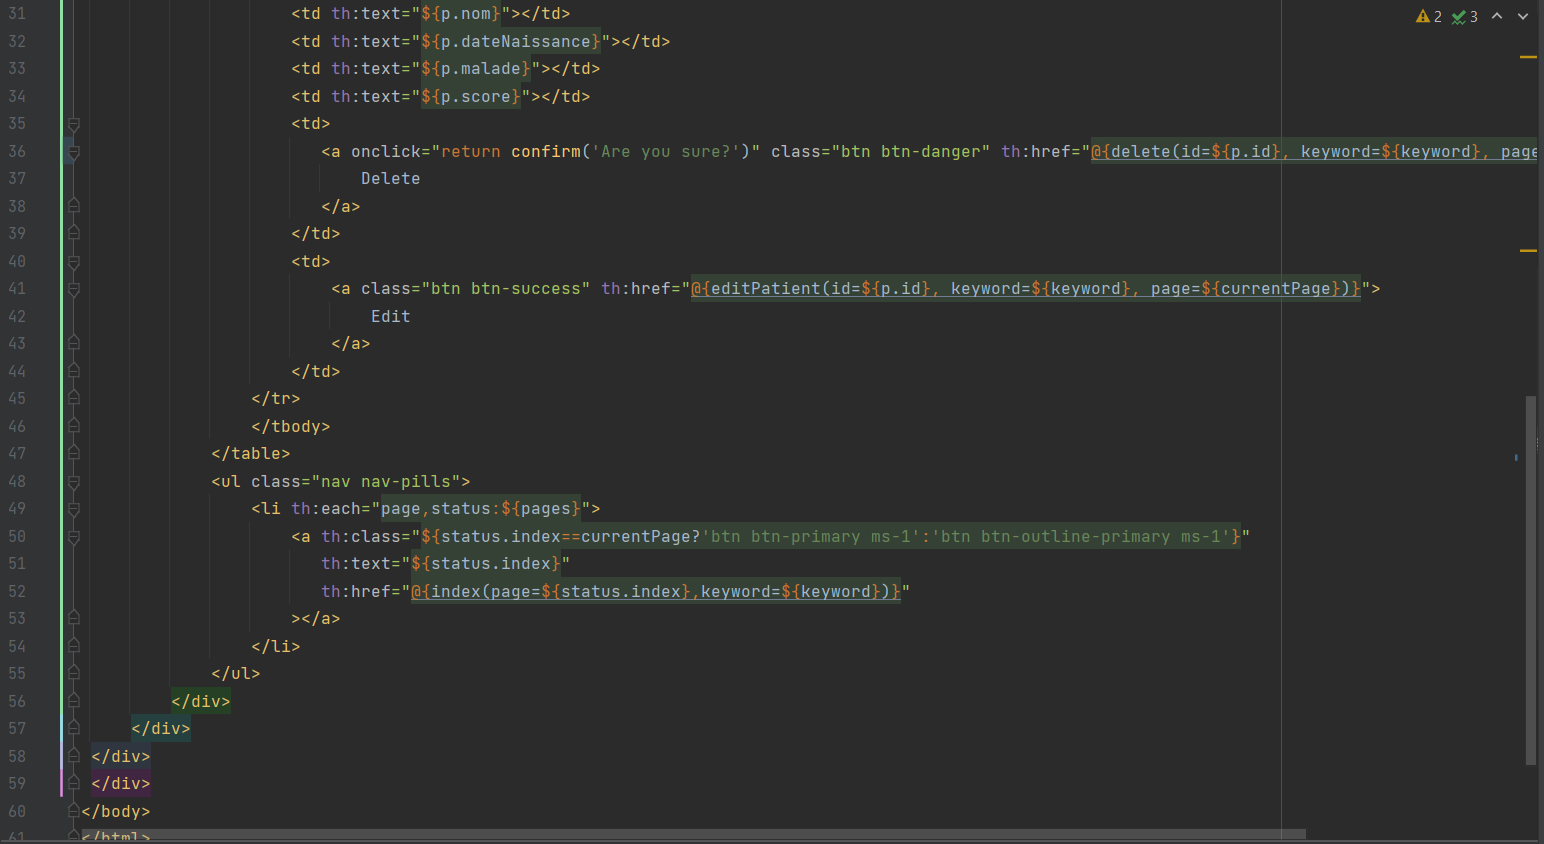 ⚠ 2 ✓ 3
31 <td th:text="${p.nom}"></td>
32 <td th:text="${p.dateNaissance}"></td>
33 <td th:text="${p.malade}"></td>
34 <td th:text="${p.score}"></td>
35 <td>
36 <a onclick="return confirm('Are you sure?')" class="btn btn-danger" th:href="@{delete(id=${p.id}, keyword=${keyword}, page
37 Delete
38 </a>
39 </td>
40 <td>
41 <a class="btn btn-success" th:href="@{editPatient(id=${p.id}, keyword=${keyword}, page=${currentPage})}">
42 Edit
43 </a>
44 </td>
45 </tr>
46 </tbody>
47 </table>
48 <ul class="nav nav-pills">
49 <li th:each="page,status:${pages}">
50 <a th:class="${status.index==currentPage?'btn btn-primary ms-1':'btn btn-outline-primary ms-1'}"
51 th:text="${status.index}"
52 th:href="@{index(page=${status.index},keyword=${keyword})}"
53 ></a>
54 </li>
55 </ul>
56 </div>
57 </div>
58 </div>
59 </div>
60 </body>
61 </html>